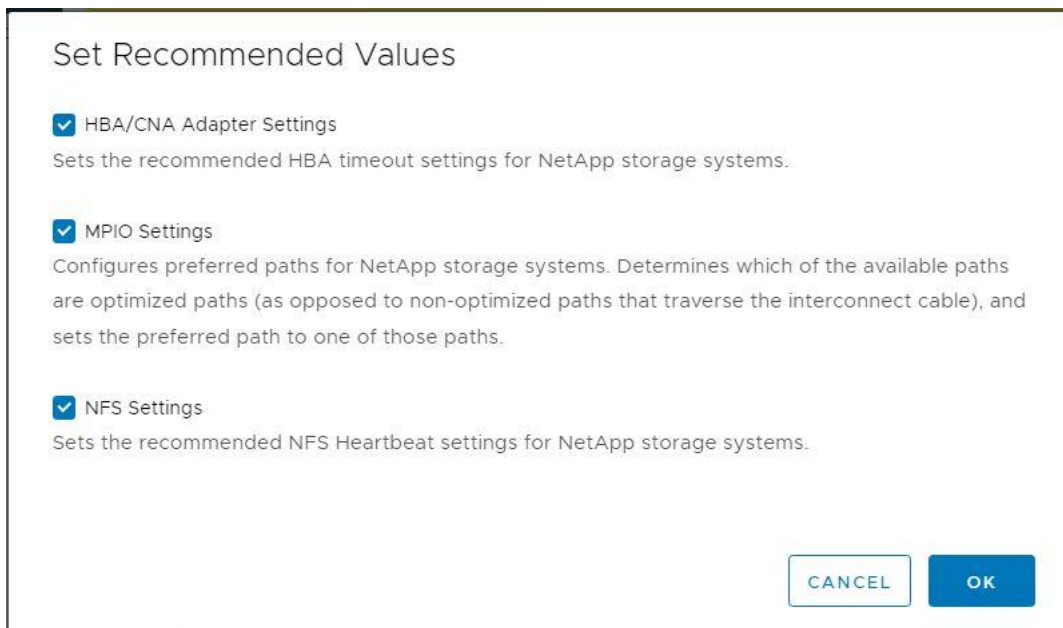 Set Recommended Values
HBA/CNA Adapter Settings
Sets the recommended HBA timeout settings for NetApp storage systems.
MPIO Settings
Configures preferred paths for NetApp storage systems. Determines which of the available paths
are optimized paths (as opposed to non-optimized paths that traverse the interconnect cable), and
sets the preferred path to one of those paths.
NFS Settings
Sets the recommended NFS Heartbeat settings for NetApp storage systems.
CANCEL OK